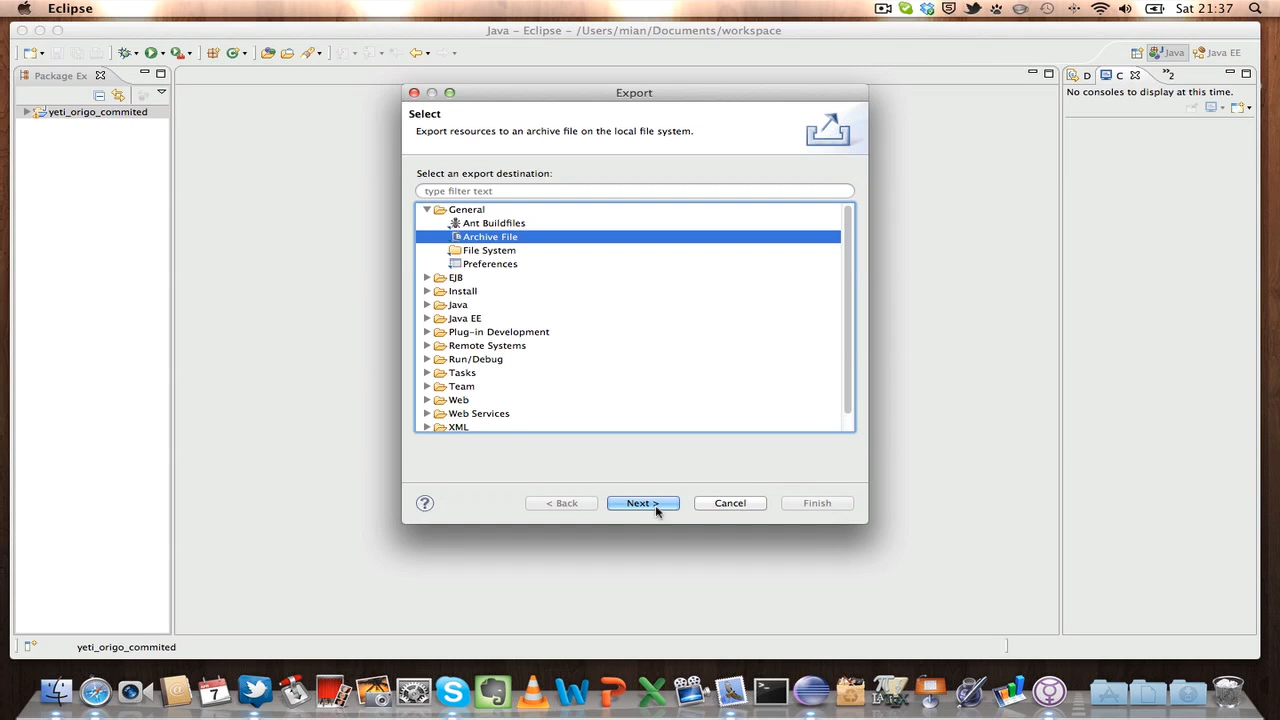 Eclipse
Sat 21:37
Java – Eclipse – /Users/mian/Documents/workspace
Java
Java EE
Package Ex
D
C
»2
yeti_origo_commited
No consoles to display at this time.
Export
Select
Export resources to an archive file on the local file system.
Select an export destination:
type filter text
General
Ant Buildfiles
Archive File
File System
Preferences
EJB
Install
Java
Java EE
Plug-in Development
Remote Systems
Run/Debug
Tasks
Team
Web
Web Services
XML
?
< Back
Next >
Cancel
Finish
yeti_origo_commited
7